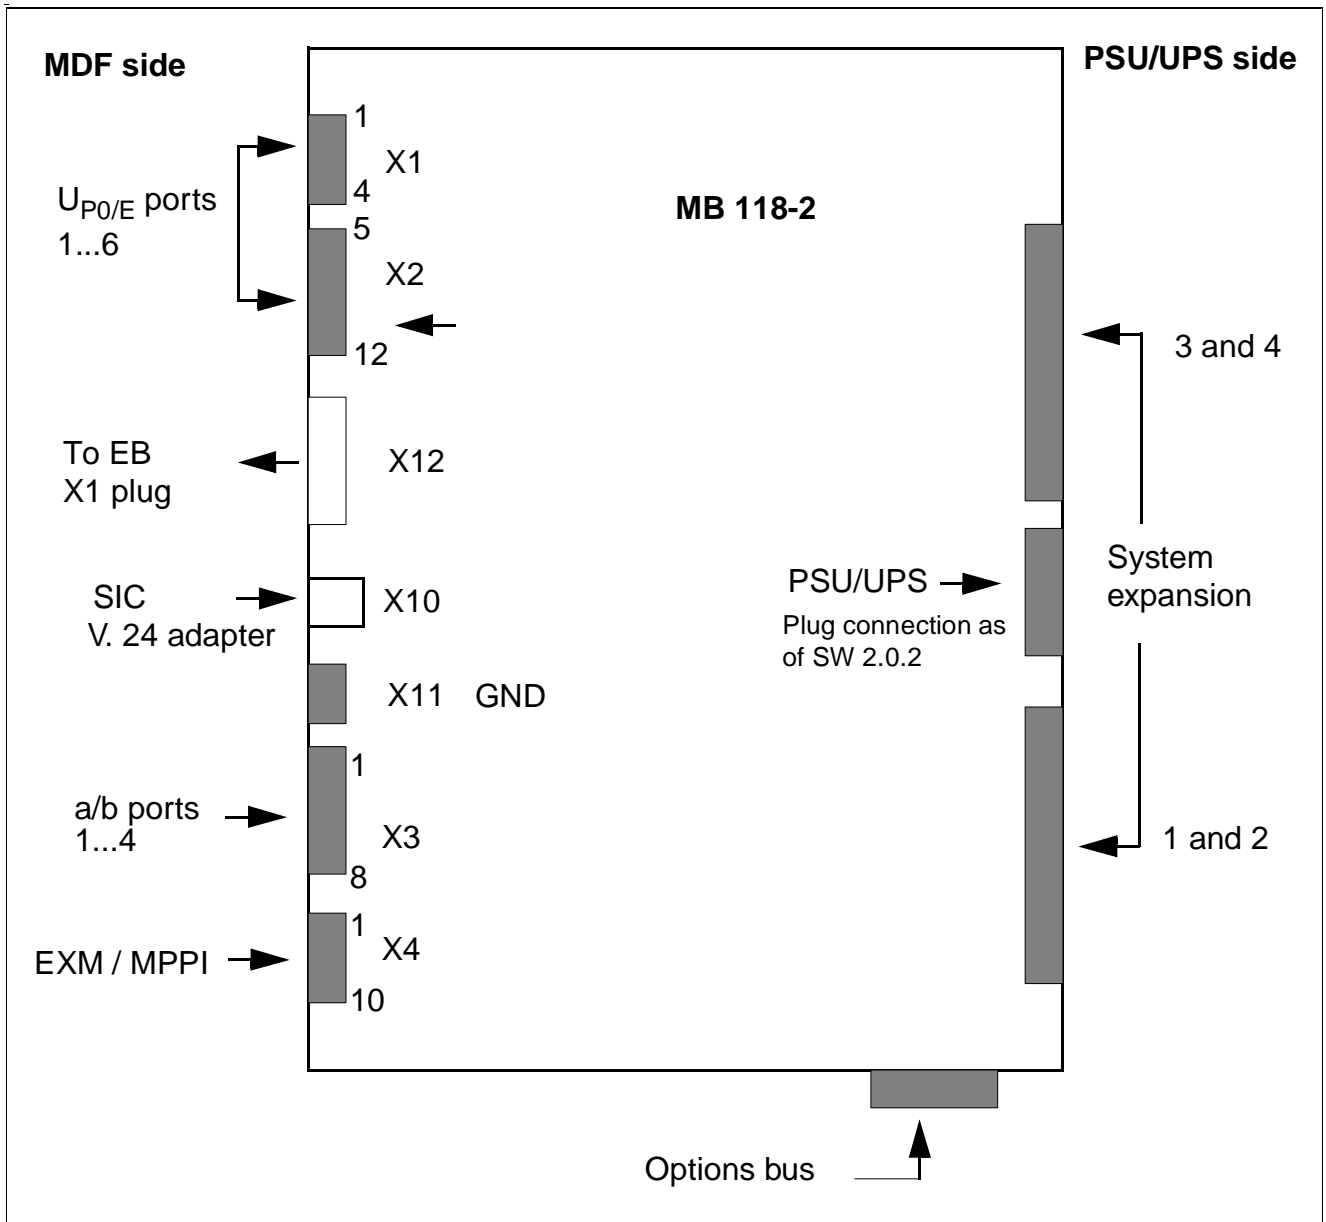 MDF side
PSU/UPS side
1
X1
4
UP0/E ports
1...6
MB 118-2
5
X2
12
3 and 4
To EB
X1 plug
X12
System
expansion
PSU/UPS
Plug connection as
of SW 2.0.2
SIC
V. 24 adapter
X10
X11 GND
1
a/b ports
1...4
X3
8
1 and 2
1
X4
EXM / MPPI
10
Options bus